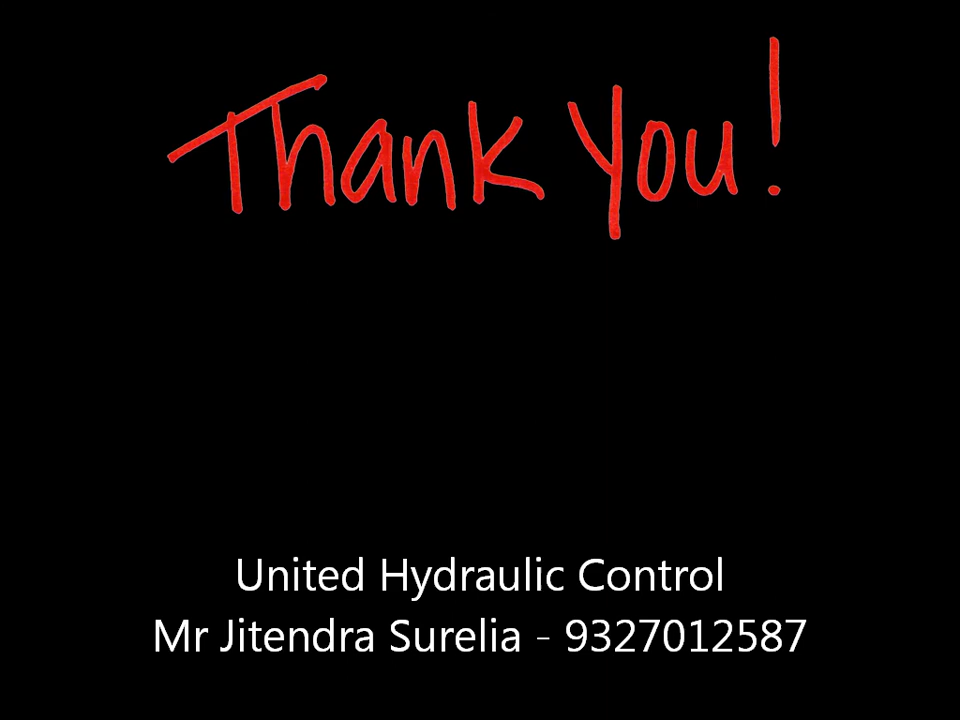 Thank You!
United Hydraulic Control
Mr Jitendra Surelia - 9327012587